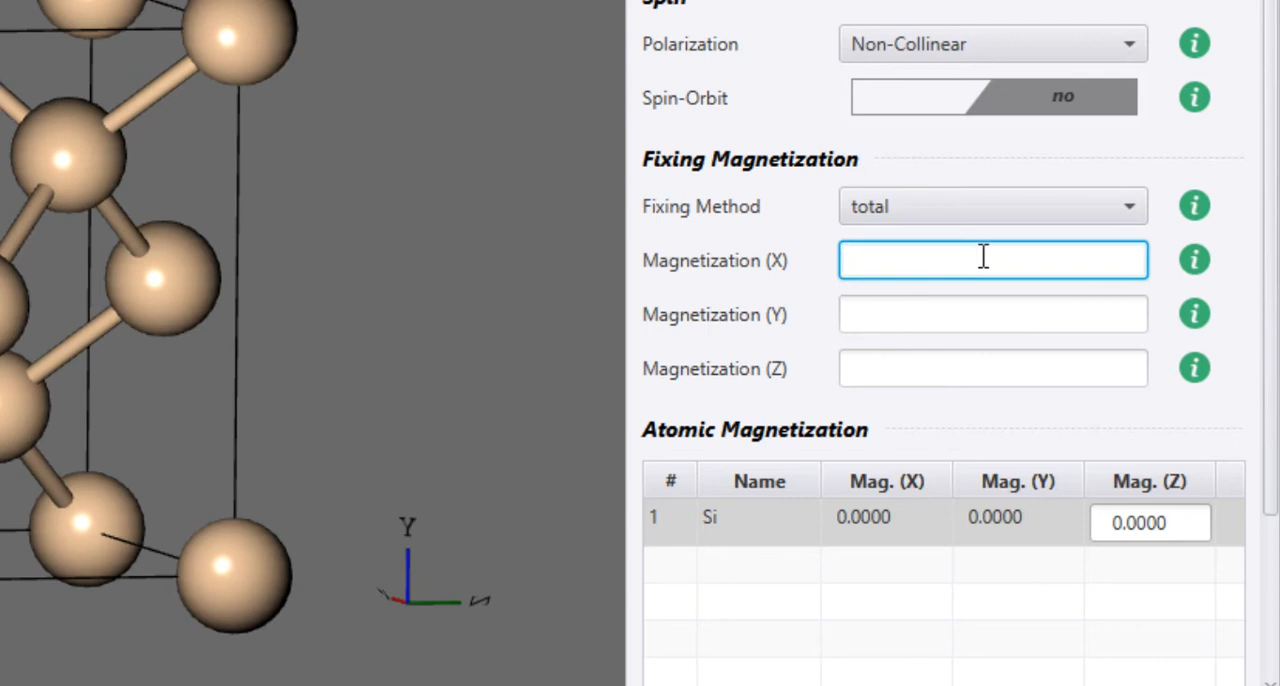 Spin
Polarization Non-Collinear i
Spin-Orbit no i
Fixing Magnetization
Fixing Method total i
Magnetization (X) i
Magnetization (Y) i
Magnetization (Z) i
Atomic Magnetization
# Name Mag. (X) Mag. (Y) Mag. (Z)
1 Si 0.0000 0.0000 0.0000
Y